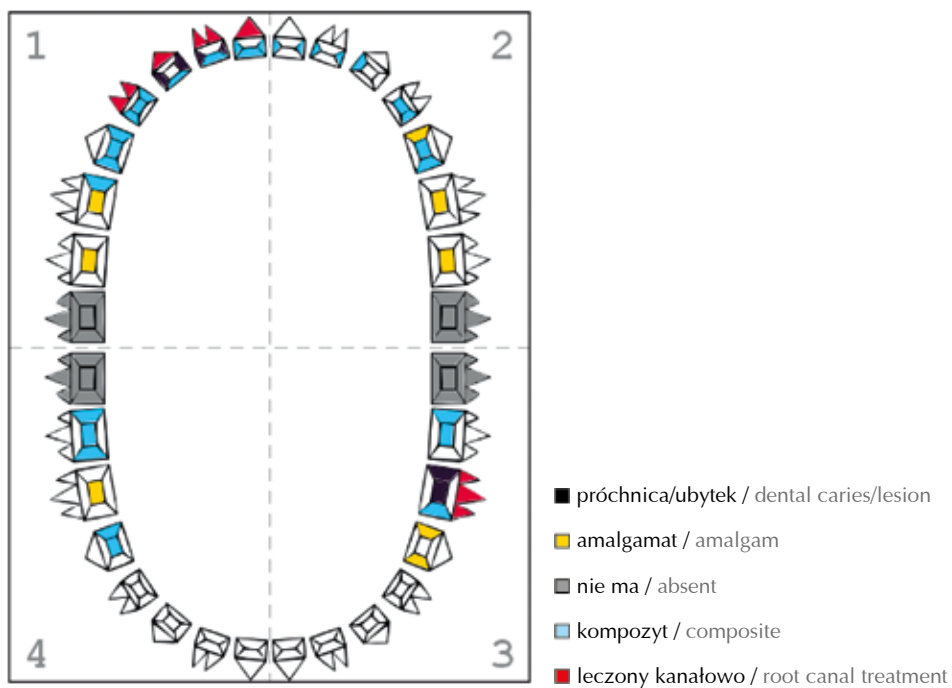 1 2
4 3
próchnica/ubytek / dental caries/lesion
amalgamat / amalgam
nie ma / absent
kompozyt / composite
leczony kanałowo / root canal treatment